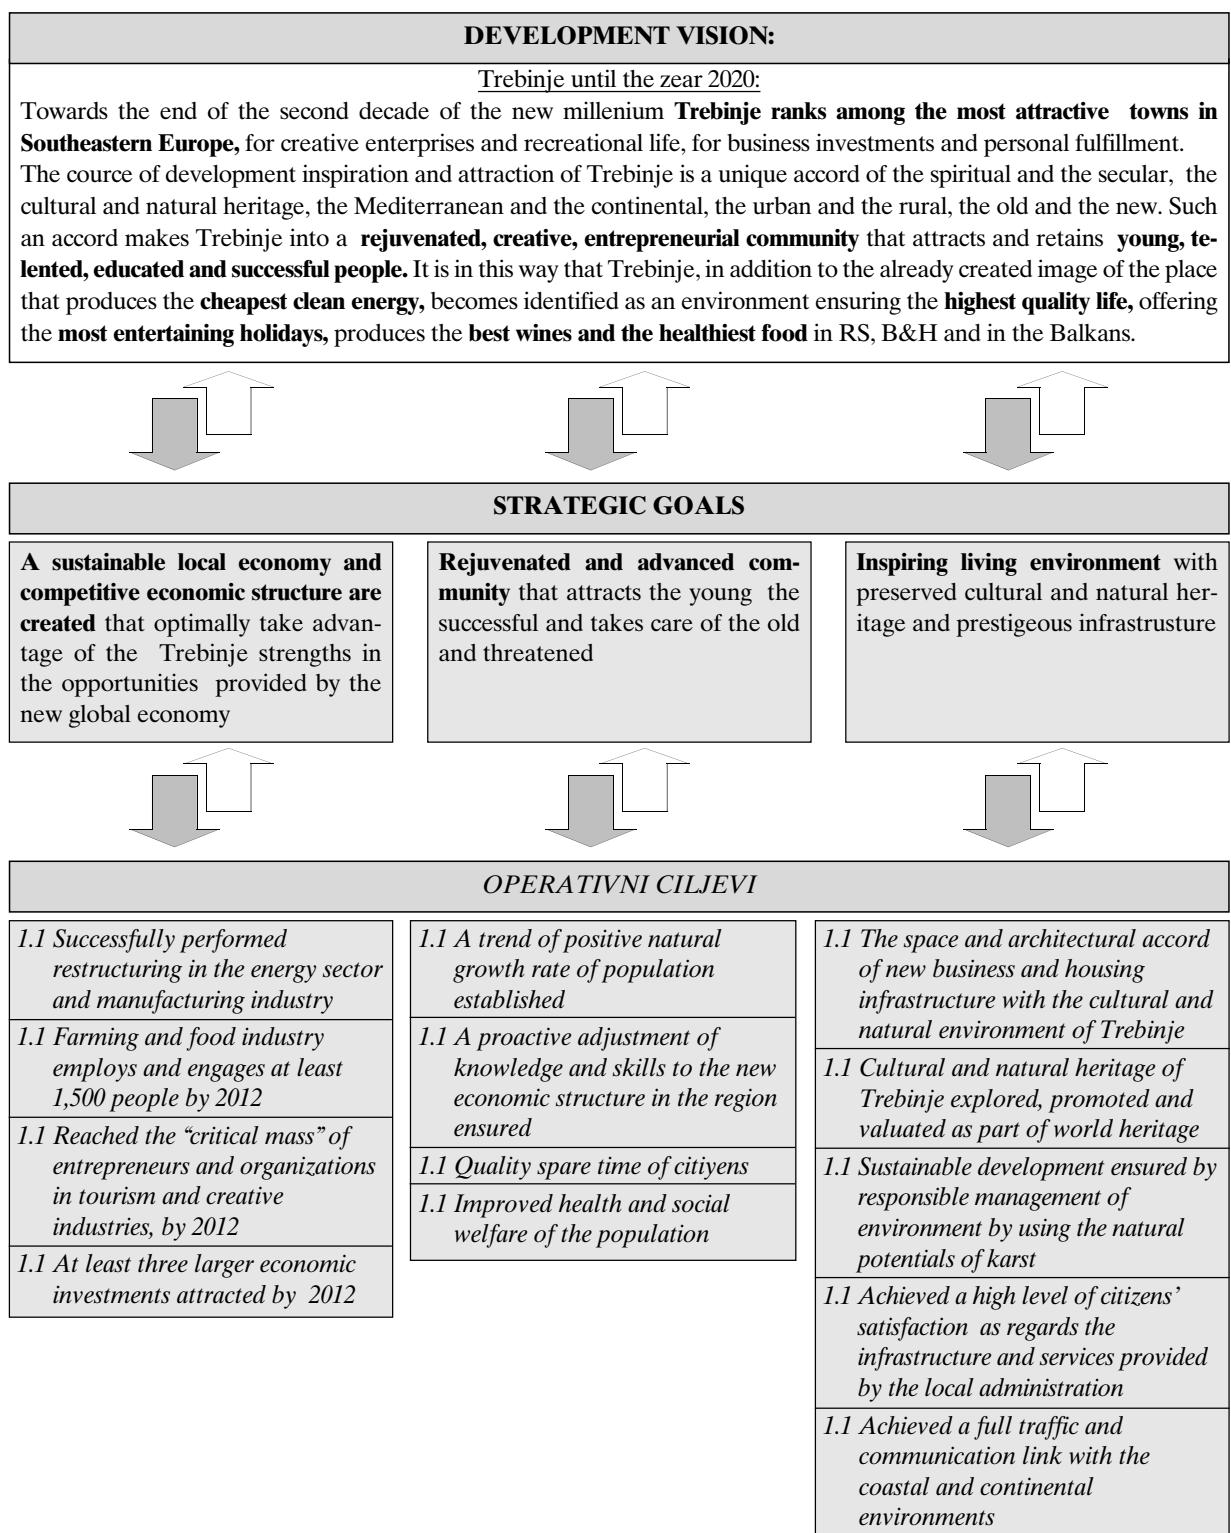 DEVELOPMENT VISION:
Trebinje until the zear 2020:
Towards the end of the second decade of the new millenium Trebinje ranks among the most attractive towns in
Southeastern Europe, for creative enterprises and recreational life, for business investments and personal fulfillment.
The cource of development inspiration and attraction of Trebinje is a unique accord of the spiritual and the secular, the
cultural and natural heritage, the Mediterranean and the continental, the urban and the rural, the old and the new. Such
an accord makes Trebinje into a rejuvenated, creative, entrepreneurial community that attracts and retains young, te-
lented, educated and successful people. It is in this way that Trebinje, in addition to the already created image of the place
that produces the cheapest clean energy, becomes identified as an environment ensuring the highest quality life, offering
the most entertaining holidays, produces the best wines and the healthiest food in RS, B&H and in the Balkans.
STRATEGIC GOALS
A sustainable local economy and
competitive economic structure are
created that optimally take advan-
tage of the Trebinje strengths in
the opportunities provided by the
new global economy
Rejuvenated and advanced com-
munity that attracts the young the
successful and takes care of the old
and threatened
Inspiring living environment with
preserved cultural and natural her-
itage and prestigeous infrastrusture
OPERATIVNI CILJEVI
1.1 Successfully performed
restructuring in the energy sector
and manufacturing industry
1.1 Farming and food industry
employs and engages at least
1,500 people by 2012
1.1 Reached the “critical mass” of
entrepreneurs and organizations
in tourism and creative
industries, by 2012
1.1 At least three larger economic
investments attracted by 2012
1.1 A trend of positive natural
growth rate of population
established
1.1 A proactive adjustment of
knowledge and skills to the new
economic structure in the region
ensured
1.1 Quality spare time of citiyens
1.1 Improved health and social
welfare of the population
1.1 The space and architectural accord
of new business and housing
infrastructure with the cultural and
natural environment of Trebinje
1.1 Cultural and natural heritage of
Trebinje explored, promoted and
valuated as part of world heritage
1.1 Sustainable development ensured by
responsible management of
environment by using the natural
potentials of karst
1.1 Achieved a high level of citizens’
satisfaction as regards the
infrastructure and services provided
by the local administration
1.1 Achieved a full traffic and
communication link with the
coastal and continental
environments